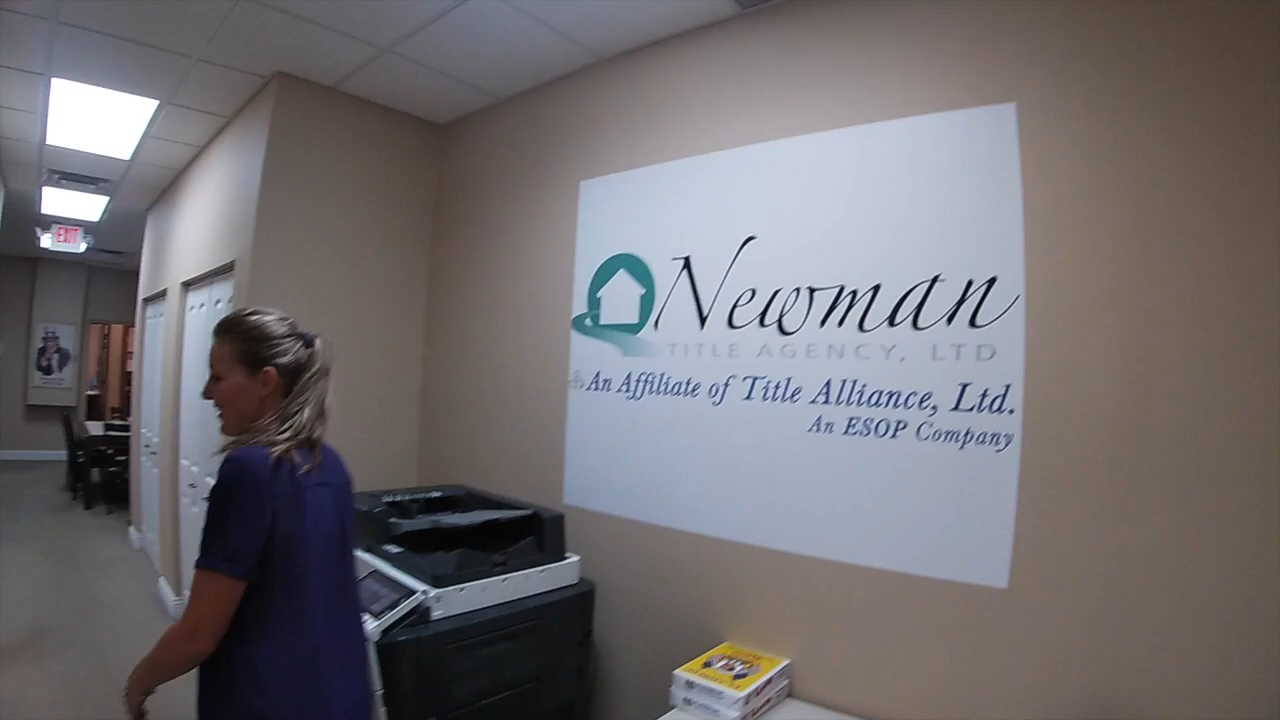 EXIT
Newman
TITLE AGENCY, LTD
An Affiliate of Title Alliance, Ltd.
An ESOP Company